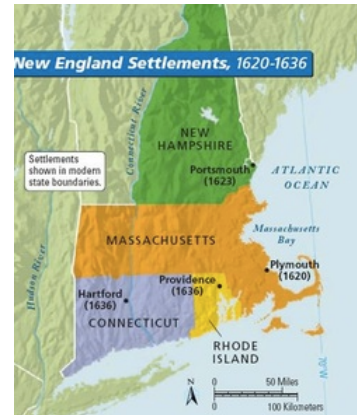 New England Settlements, 1620-1636
Connecticut River
NEW
HAMPSHIRE
Settlements
shown in modern
state boundaries.
Portsmouth
(1623)
ATLANTIC
OCEAN
Massachusetts
Bay
MASSACHUSETTS
Hudson River
Plymouth
(1620)
Providence
(1636)
Hartford
(1636)
CONNECTICUT
RHODE
ISLAND
70°W
N
0 50 Miles
0 100 Kilometers